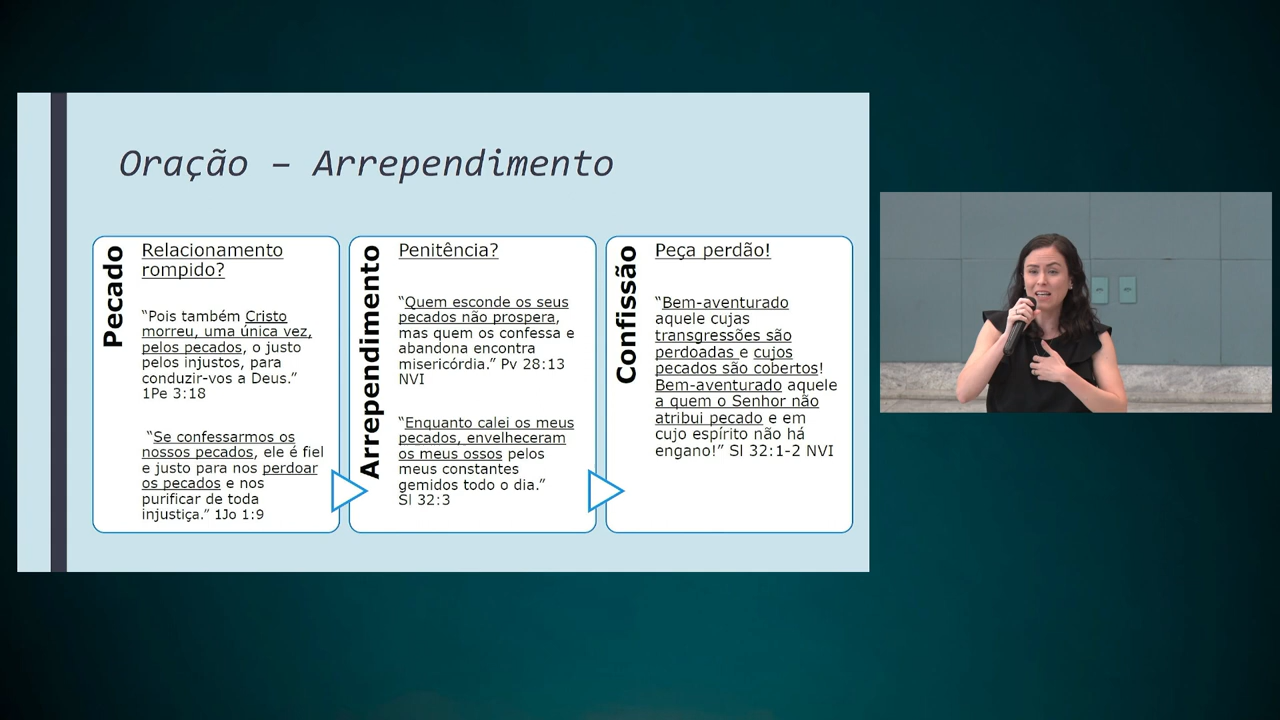 Oração – Arrependimento
Pecado
Relacionamento
rompido?
“Pois também Cristo
morreu, uma única vez,
pelos pecados, o justo
pelos injustos, para
conduzir-vos a Deus.”
1Pe 3:18
“Se confessarmos os
nossos pecados, ele é fiel
e justo para nos perdoar
os pecados e nos
purificar de toda
injustiça.” 1Jo 1:9
Arrependimento
Penitência?
“Quem esconde os seus
pecados não prospera,
mas quem os confessa e
abandona encontra
misericórdia.” Pv 28:13
NVI
“Enquanto calei os meus
pecados, envelheceram
os meus ossos pelos
meus constantes
gemidos todo o dia.”
Sl 32:3
Confissão
Peça perdão!
“Bem-aventurado
aquele cujas
transgressões são
perdoadas e cujos
pecados são cobertos!
Bem-aventurado aquele
a quem o Senhor não
atribui pecado e em
cujo espírito não há
engano!” Sl 32:1-2 NVI